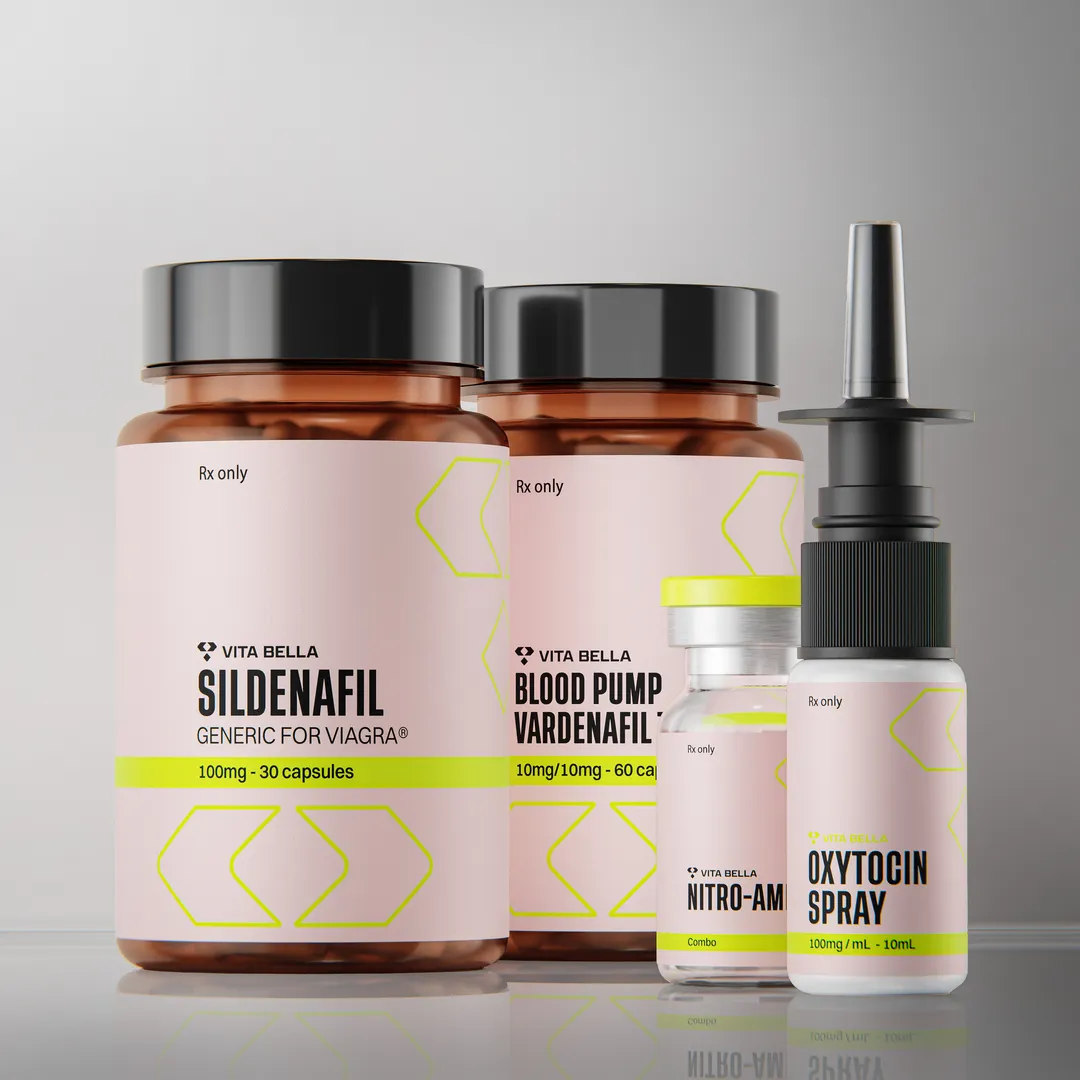 Rx only
VITA BELLA
SILDENAFIL
GENERIC FOR VIAGRA®
100mg - 30 capsules
Rx only
VITA BELLA
BLOOD PUMP
VARDENAFIL
10mg/10mg - 60 cap
Rx only
VITA BELLA
NITRO-AM
Combo
Rx only
VITA BELLA
OXYTOCIN
SPRAY
100mg / mL - 10mL